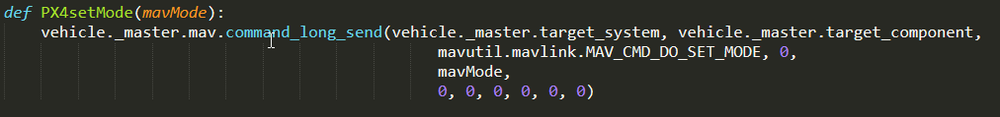 def PX4setMode(mavMode):
vehicle._master.mav.command_long_send(vehicle._master.target_system, vehicle._master.target_component,
mavutil.mavlink.MAV_CMD_DO_SET_MODE, 0,
mavMode,
0, 0, 0, 0, 0, 0)